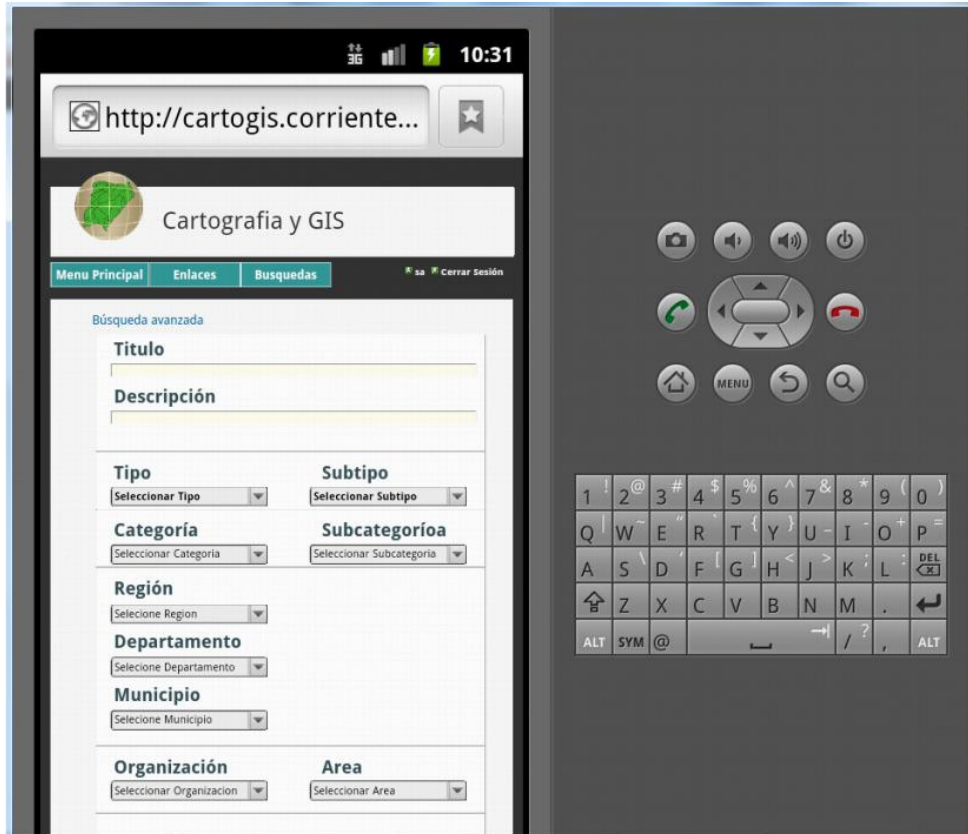 3G 10:31
http://cartogis.corriente...
Cartografia y GIS
Menu Principal Enlaces Busquedas sa Cerrar Sesión
Búsqueda avanzada
Titulo
Descripción
Tipo Subtipo
Seleccionar Tipo Seleccionar Subtipo
Categoría Subcategoríoa
Seleccionar Categoria Seleccionar Subcategoria
Región
Selecione Region
Departamento
Selecione Departamento
Municipio
Selecione Municipio
Organización Area
Seleccionar Organizacion Seleccionar Area
MENU
1 ! 2 @ 3 # 4 $ 5 % 6 ^ 7 & 8 * 9 ( 0 )
Q | W ~ E " R ` T { Y } U _ I - O + P =
A S \ D ' F [ G ] H < J > K ; L : DEL
Z X C V B N M .
ALT SYM @ / ? , ALT